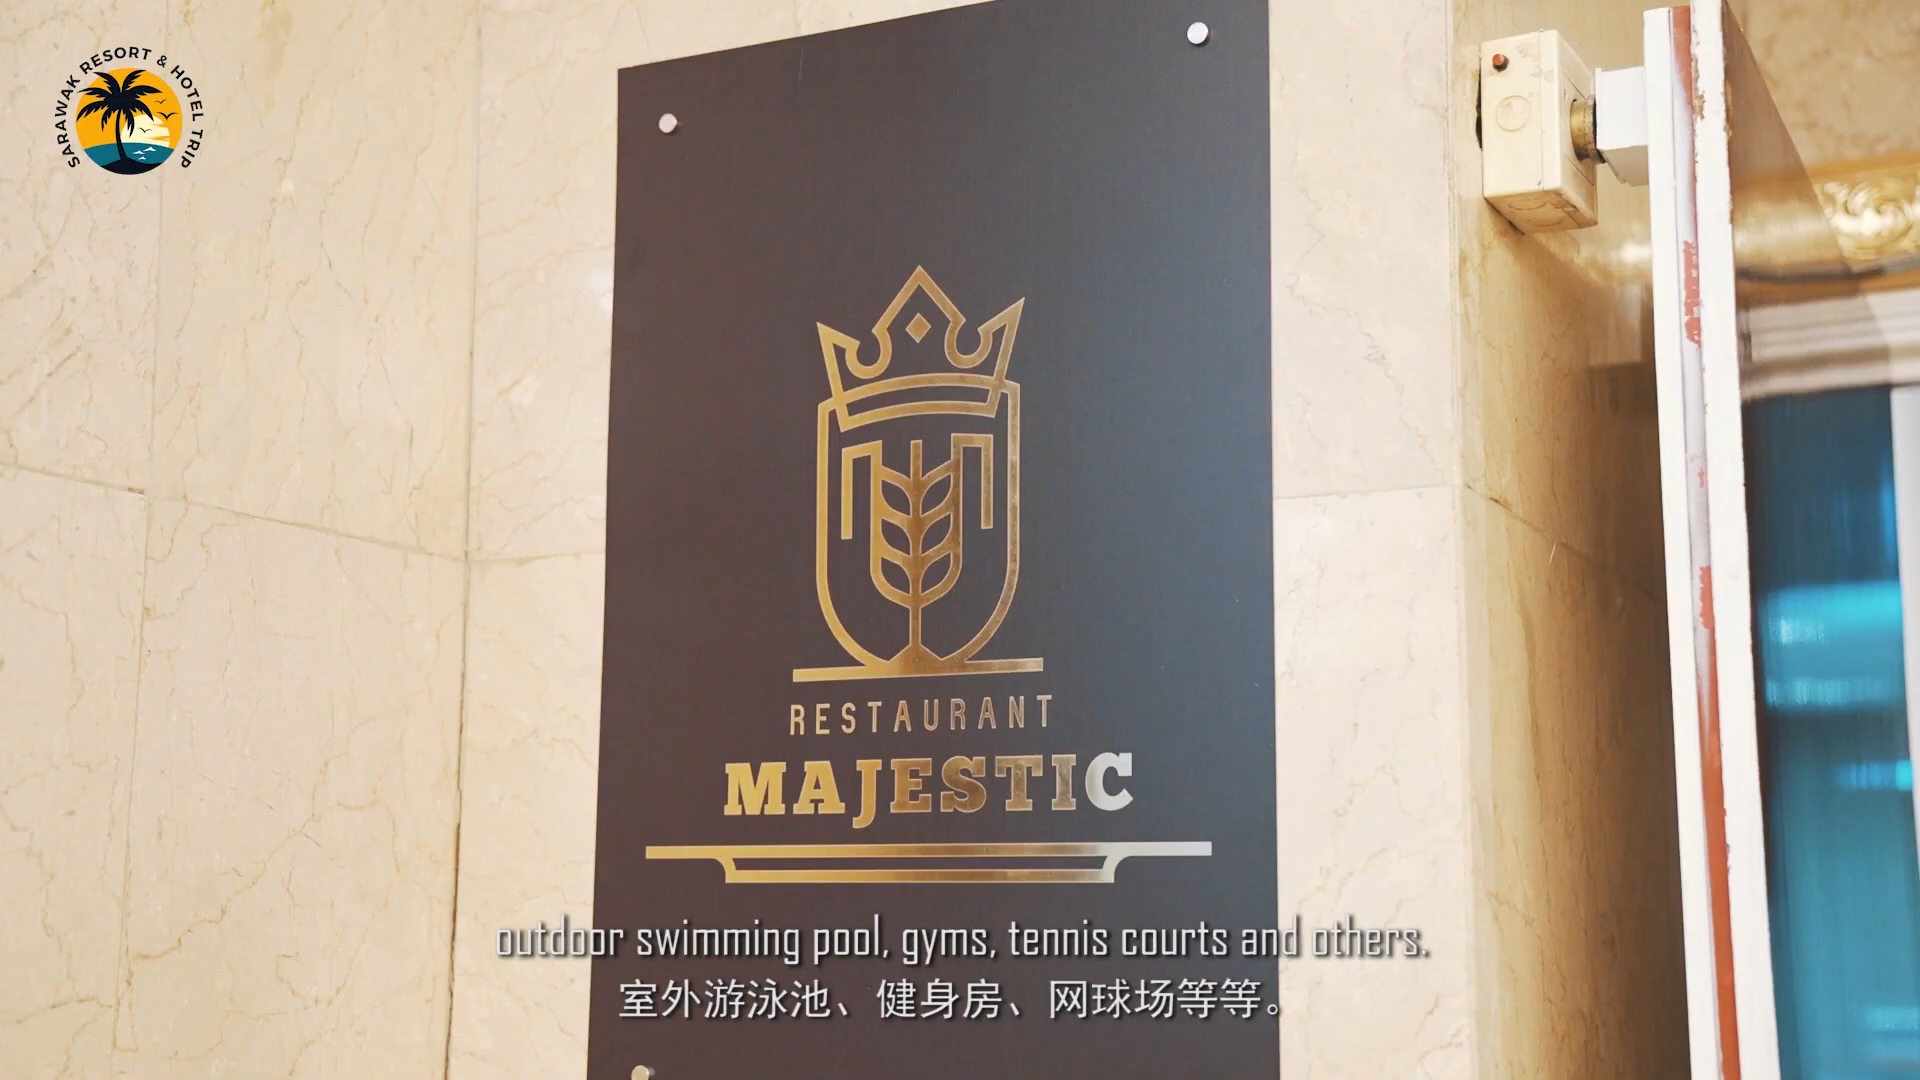 SARAWAK RESORT & HOTEL TRIP
RESTAURANT
MAJESTIC
outdoor swimming pool, gyms, tennis courts and others.
室外游泳池、健身房、网球场等等。